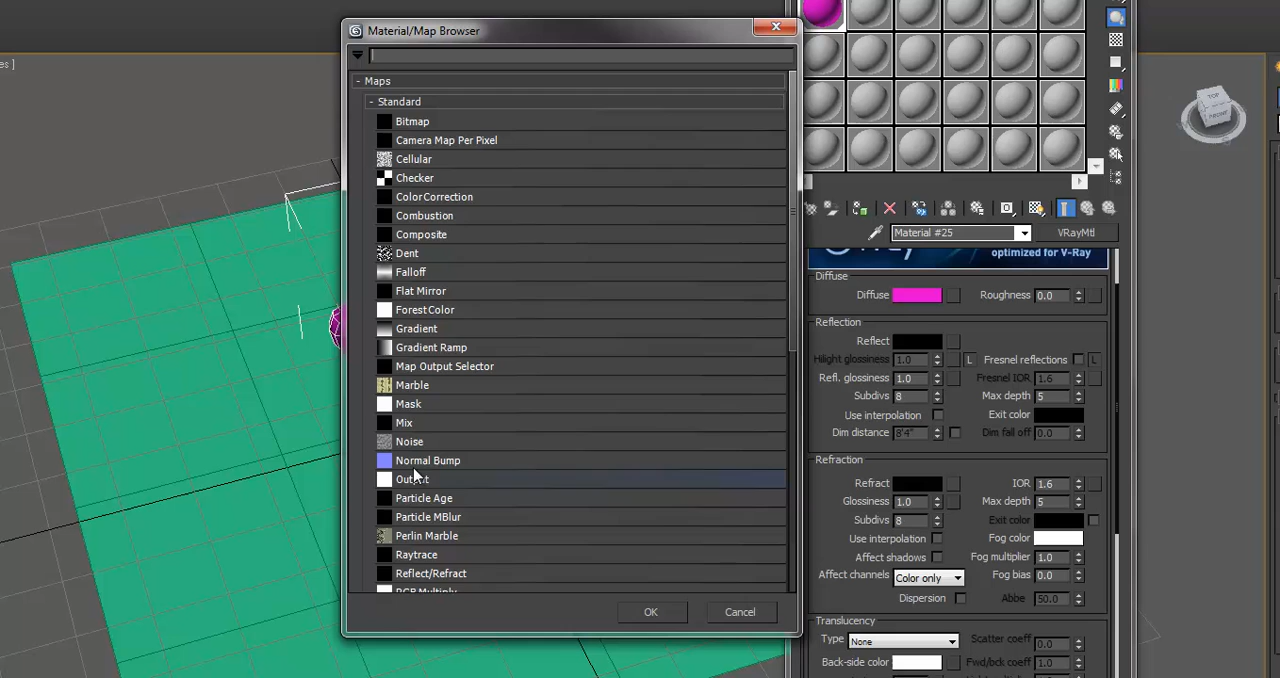 Material/Map Browser
es ]
- Maps
- Standard
Bitmap
Camera Map Per Pixel
Cellular
Checker
ColorCorrection
Combustion
Composite
Dent
Falloff
Flat Mirror
Forest Color
Gradient
Gradient Ramp
Map Output Selector
Marble
Mask
Mix
Noise
Normal Bump
Output
Particle Age
Particle MBlur
Perlin Marble
Raytrace
Reflect/Refract
RGB Multiply
OK Cancel
TOP
FRONT
Material #25 VRayMtl
optimized for V-Ray
Diffuse
Diffuse Roughness 0.0
Reflection
Reflect
Hilight glossiness 1.0 L Fresnel reflections L
Refl. glossiness 1.0 Fresnel IOR 1.6
Subdivs 8 Max depth 5
Use interpolation Exit color
Dim distance 8'4" Dim fall off 0.0
Refraction
Refract IOR 1.6
Glossiness 1.0 Max depth 5
Subdivs 8 Exit color
Use interpolation Fog color
Affect shadows Fog multiplier 1.0
Affect channels Color only Fog bias 0.0
Dispersion Abbe 50.0
Translucency
Type None Scatter coeff 0.0
Back-side color Fwd/bck coeff 1.0